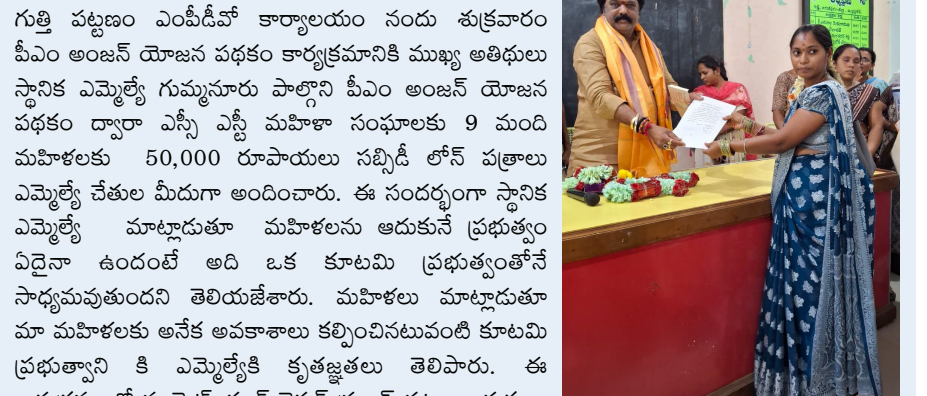 గుత్తి పట్టణం ఎంపీడీవో కార్యాలయం నందు శుక్రవారం
పీఎం అంజన్ యోజన పథకం కార్యక్రమానికి ముఖ్య అతిథులు
స్థానిక ఎమ్మెల్యే గుమ్మనూరు పాల్గొని పీఎం అంజన్ యోజన
పథకం ద్వారా ఎస్సీ ఎస్టీ మహిళా సంఘాలకు 9 మంది
మహిళలకు 50,000 రూపాయలు సబ్సిడీ లోన్ పత్రాలు
ఎమ్మెల్యే చేతుల మీదుగా అందించారు. ఈ సందర్భంగా స్థానిక
ఎమ్మెల్యే మాట్లాడుతూ మహిళలను ఆదుకునే ప్రభుత్వం
ఏదైనా ఉందంటే అది ఒక కూటమి ప్రభుత్వంతోనే
సాధ్యమవుతుందని తెలియజేశారు. మహిళలు మాట్లాడుతూ
మా మహిళలకు అనేక అవకాశాలు కల్పించినటువంటి కూటమి
ప్రభుత్వాని కి ఎమ్మెల్యేకి కృతజ్ఞతలు తెలిపారు. ఈ